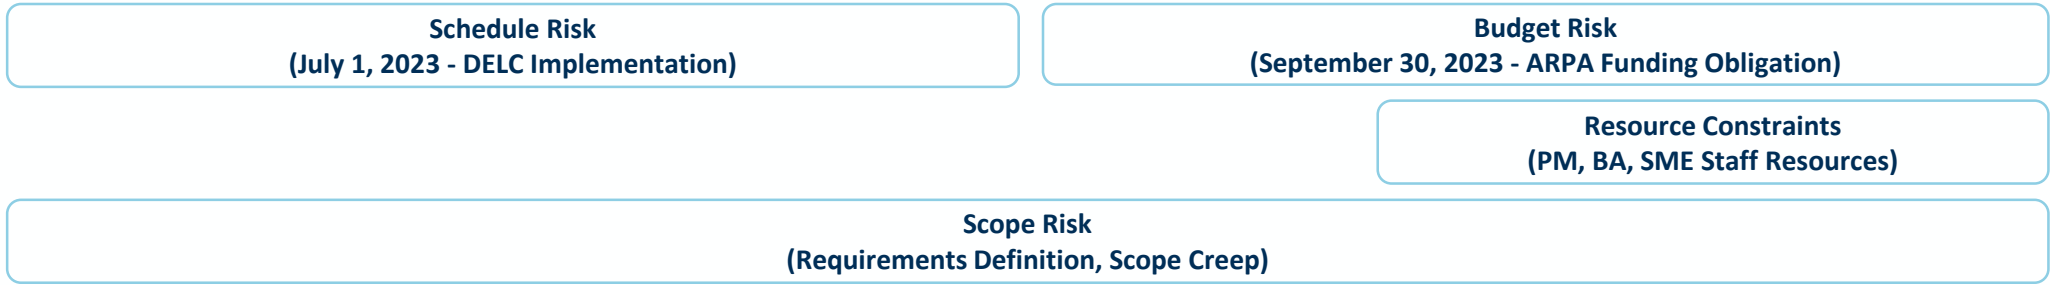 Schedule Risk
(July 1, 2023 - DELC Implementation)
Budget Risk
(September 30, 2023 - ARPA Funding Obligation)
Resource Constraints
(PM, BA, SME Staff Resources)
Scope Risk
(Requirements Definition, Scope Creep)